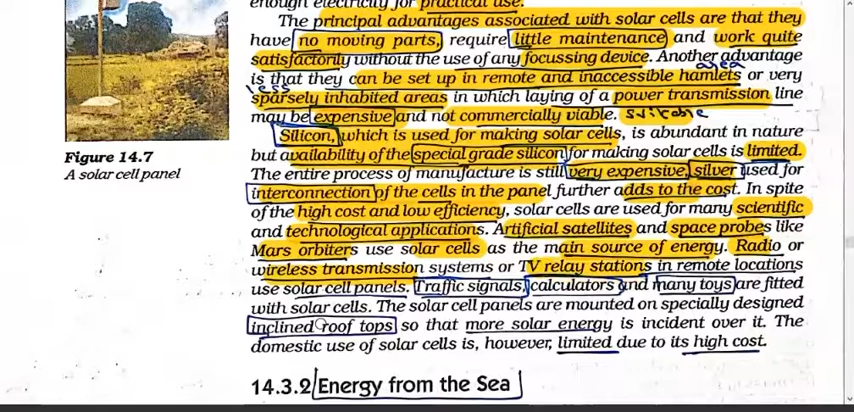 enough electricity for practical use.
The principal advantages associated with solar cells are that they
have no moving parts, require little maintenance and work quite
satisfactorily without the use of any focussing device. Another advantage
area
is that they can be set up in remote and inaccessible hamlets or very
less
sparsely inhabited areas in which laying of a power transmission line
may be expensive and not commercially viable. suitable
Silicon, which is used for making solar cells, is abundant in nature
but availability of the special grade silicon for making solar cells is limited.
The entire process of manufacture is still very expensive, silver used for
interconnection of the cells in the panel further adds to the cost. In spite
of the high cost and low efficiency, solar cells are used for many scientific
and technological applications. Artificial satellites and space probes like
Mars orbiters use solar cells as the main source of energy. Radio or
wireless transmission systems or TV relay stations in remote locations
use solar cell panels. Traffic signals, calculators and many toys are fitted
with solar cells. The solar cell panels are mounted on specially designed
inclined roof tops so that more solar energy is incident over it. The
domestic use of solar cells is, however, limited due to its high cost.
Figure 14.7
A solar cell panel
14.3.2 Energy from the Sea